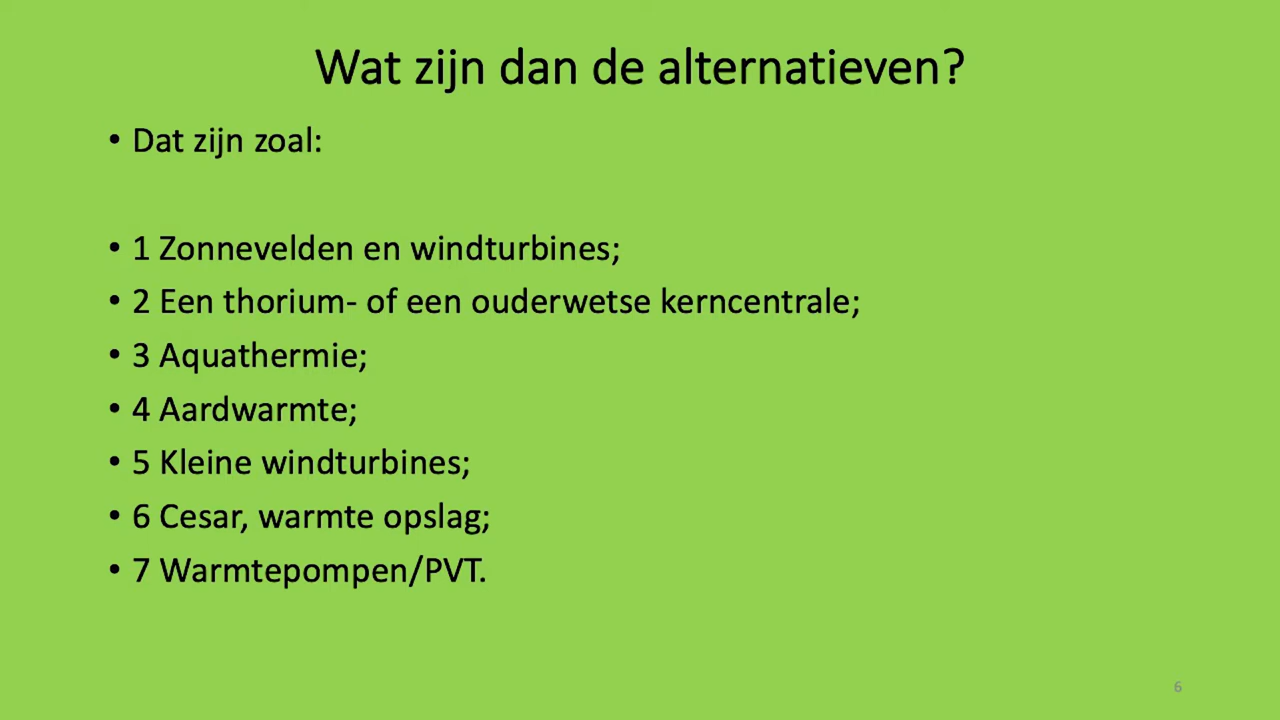 Wat zijn dan de alternatieven?
• Dat zijn zoal:
• 1 Zonnevelden en windturbines;
• 2 Een thorium- of een ouderwetse kerncentrale;
• 3 Aquathermie;
• 4 Aardwarmte;
• 5 Kleine windturbines;
• 6 Cesar, warmte opslag;
• 7 Warmtepompen/PVT.
6